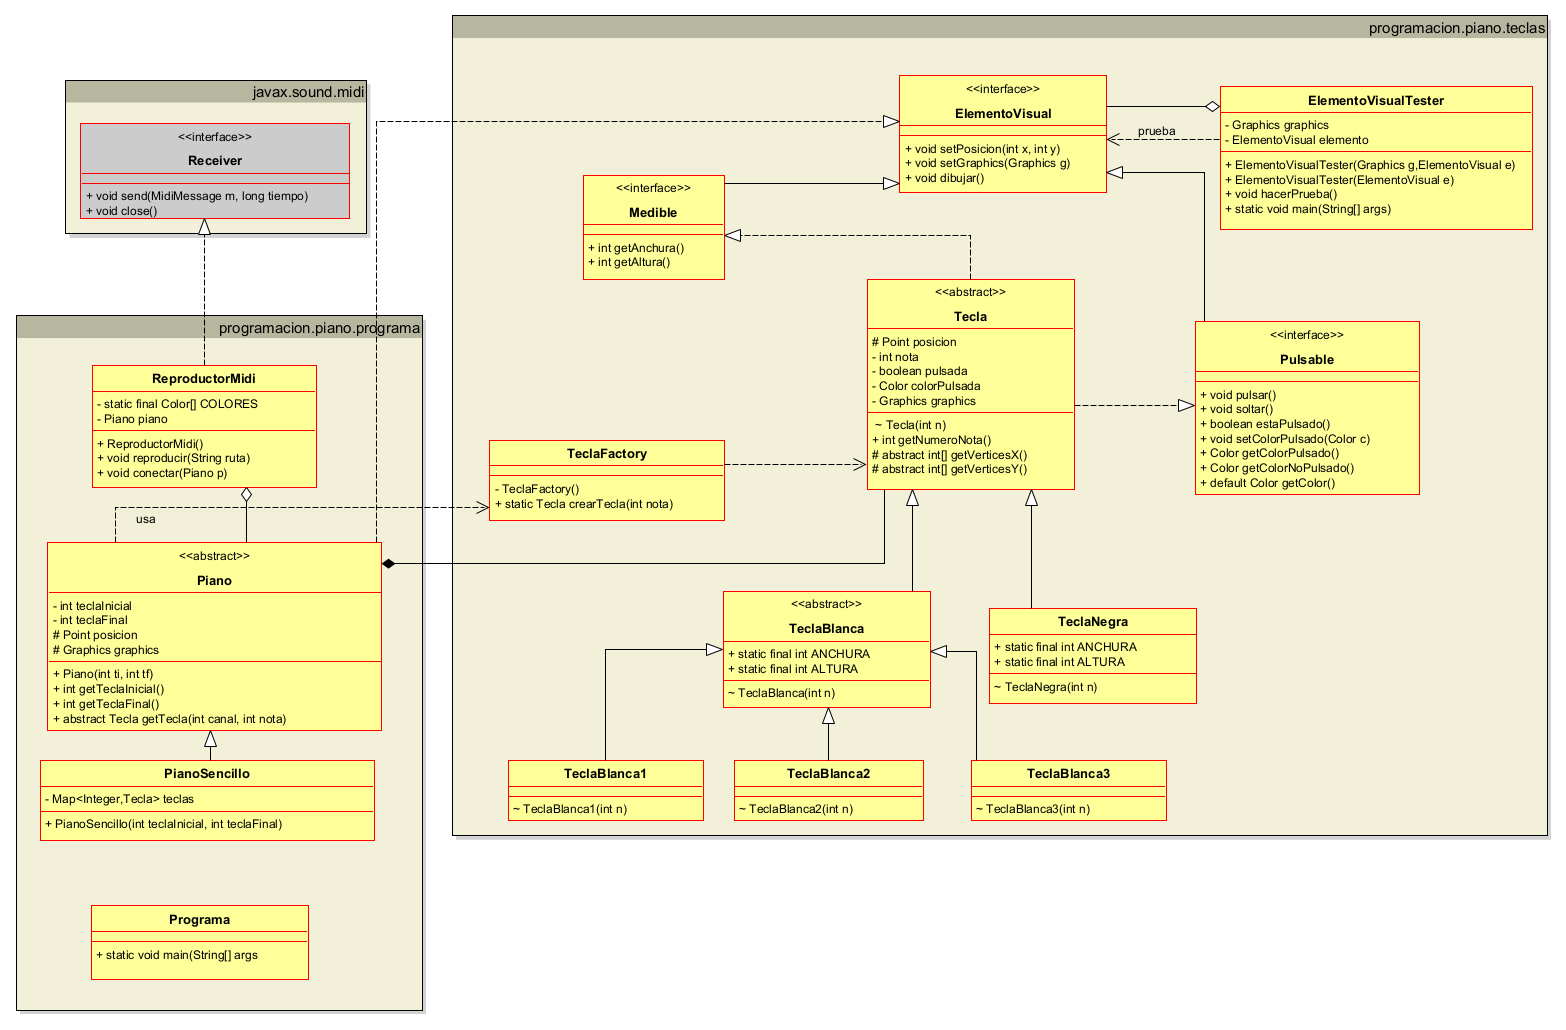 programacion.piano.teclas
javax.sound.midi
<<interface>>
Receiver
+ void send(MidiMessage m, long tiempo)
+ void close()
<<interface>>
ElementoVisual
+ void setPosicion(int x, int y)
+ void setGraphics(Graphics g)
+ void dibujar()
prueba
ElementoVisualTester
- Graphics graphics
- ElementoVisual elemento
+ ElementoVisualTester(Graphics g,ElementoVisual e)
+ ElementoVisualTester(ElementoVisual e)
+ void hacerPrueba()
+ static void main(String[] args)
<<interface>>
Medible
+ int getAnchura()
+ int getAltura()
<<abstract>>
Tecla
# Point posicion
- int nota
- boolean pulsada
- Color colorPulsada
- Graphics graphics
~ Tecla(int n)
+ int getNumeroNota()
# abstract int[] getVerticesX()
# abstract int[] getVerticesY()
<<interface>>
Pulsable
+ void pulsar()
+ void soltar()
+ boolean estaPulsado()
+ void setColorPulsado(Color c)
+ Color getColorPulsado()
+ Color getColorNoPulsado()
+ default Color getColor()
programacion.piano.programa
ReproductorMidi
- static final Color[] COLORES
- Piano piano
+ ReproductorMidi()
+ void reproducir(String ruta)
+ void conectar(Piano p)
TeclaFactory
- TeclaFactory()
+ static Tecla crearTecla(int nota)
usa
<<abstract>>
Piano
- int teclaInicial
- int teclaFinal
# Point posicion
# Graphics graphics
+ Piano(int ti, int tf)
+ int getTeclaInicial()
+ int getTeclaFinal()
+ abstract Tecla getTecla(int canal, int nota)
<<abstract>>
TeclaBlanca
+ static final int ANCHURA
+ static final int ALTURA
~ TeclaBlanca(int n)
TeclaNegra
+ static final int ANCHURA
+ static final int ALTURA
~ TeclaNegra(int n)
PianoSencillo
- Map<Integer,Tecla> teclas
+ PianoSencillo(int teclaInicial, int teclaFinal)
TeclaBlanca1
~ TeclaBlanca1(int n)
TeclaBlanca2
~ TeclaBlanca2(int n)
TeclaBlanca3
~ TeclaBlanca3(int n)
Programa
+ static void main(String[] args